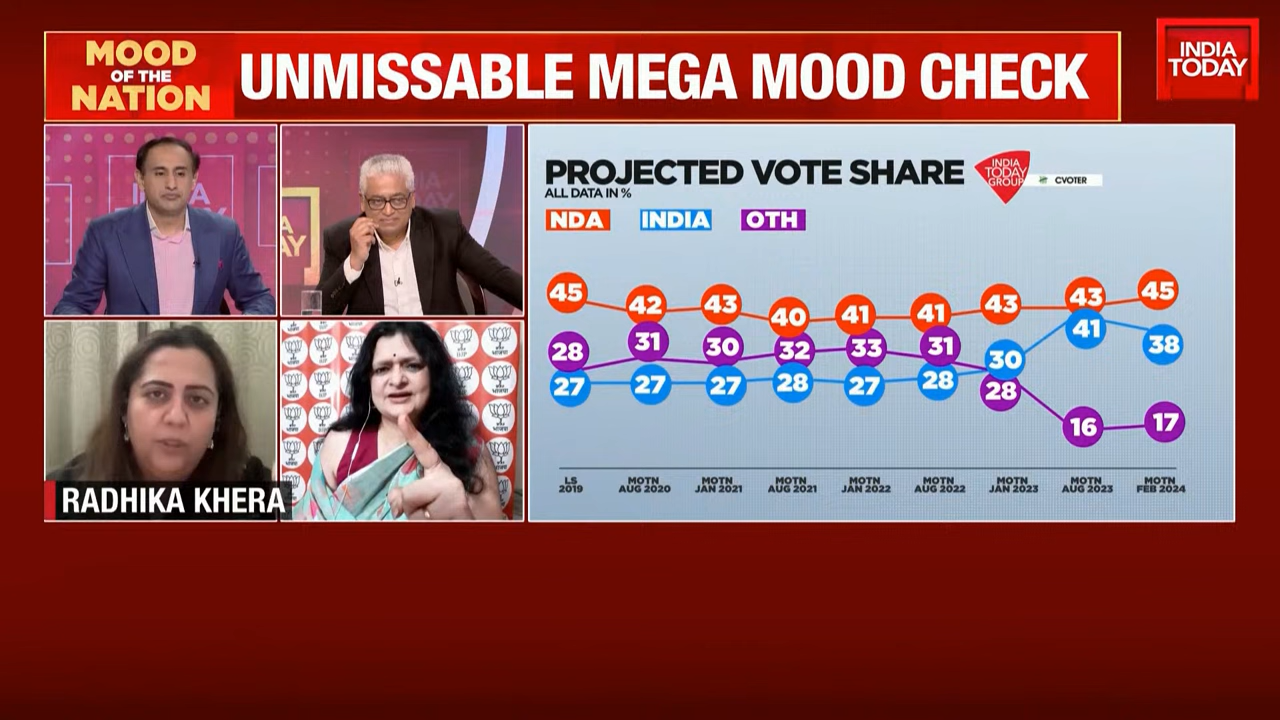 MOOD
OF THE
NATION
UNMISSABLE MEGA MOOD CHECK
INDIA
TODAY
PROJECTED VOTE SHARE
ALL DATA IN %
INDIA
TODAY
GROUP
CVOTER
NDA INDIA OTH
45 42 43 40 41 41 43 43 45
28 31 30 32 33 31 28 16 17
27 27 27 28 27 28 30 41 38
LS
2019
MOTN
AUG 2020
MOTN
JAN 2021
MOTN
AUG 2021
MOTN
JAN 2022
MOTN
AUG 2022
MOTN
JAN 2023
MOTN
AUG 2023
MOTN
FEB 2024
RADHIKA KHERA